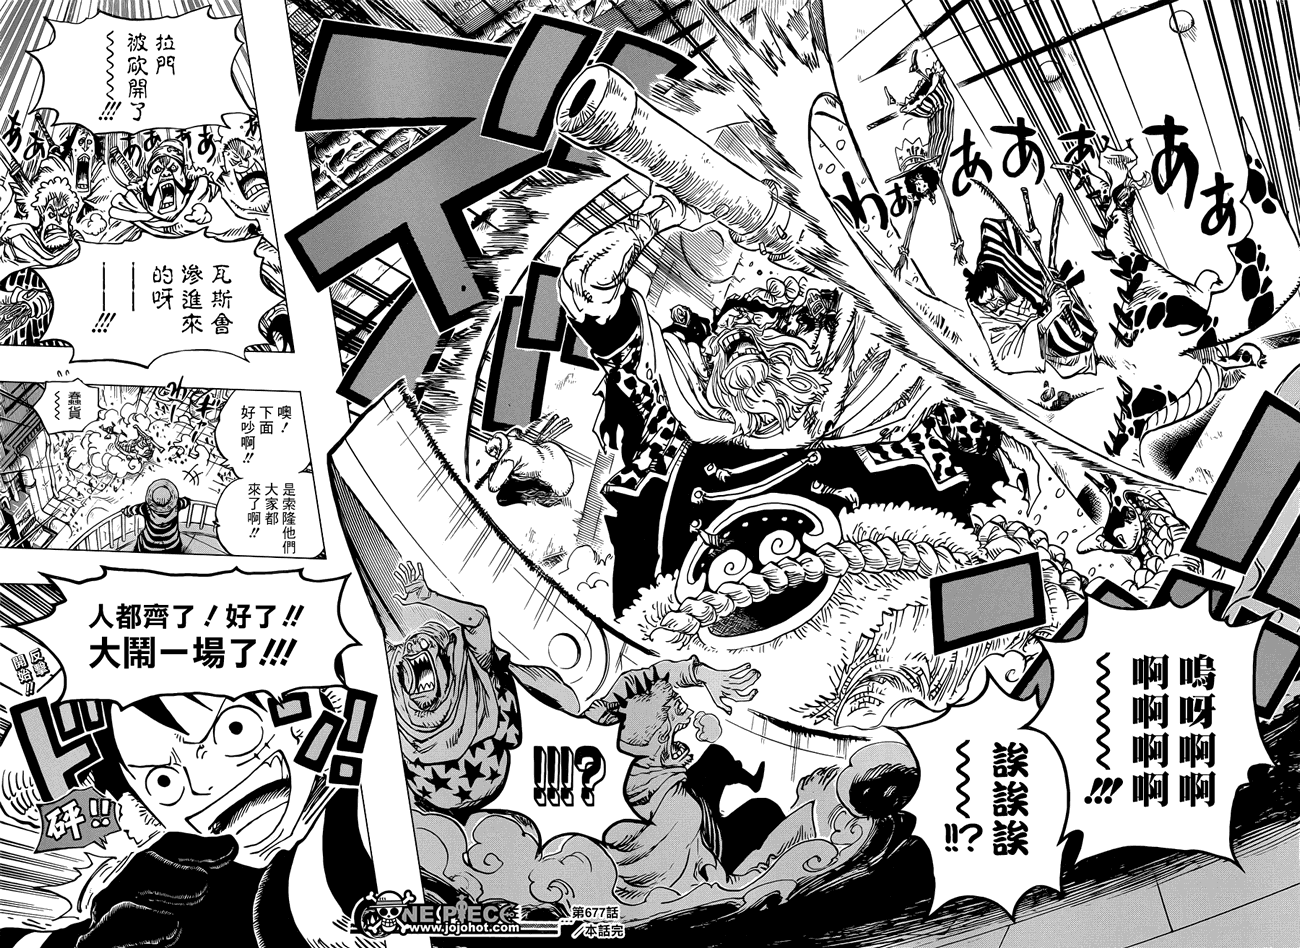 嗚呀啊啊
啊啊啊啊
~~~~!!!
誒誒誒
~~~!!?
わあ
ああ
あ
あ
あ
ズズ
!!!?
拉門
被砍開了
~~~!!!
ああ
ああ
瓦斯會
滲進來
的呀
——!!!
噢!
下面
好吵啊!!
是索隆他們
大家都
來了啊!!
蠢貨
~~~
人都齊了!好了!!
大鬧一場了!!!
反擊
開始!!
ドン!!
砰!!
ONE PIECE
www.jojohot.com
第677話
本話完